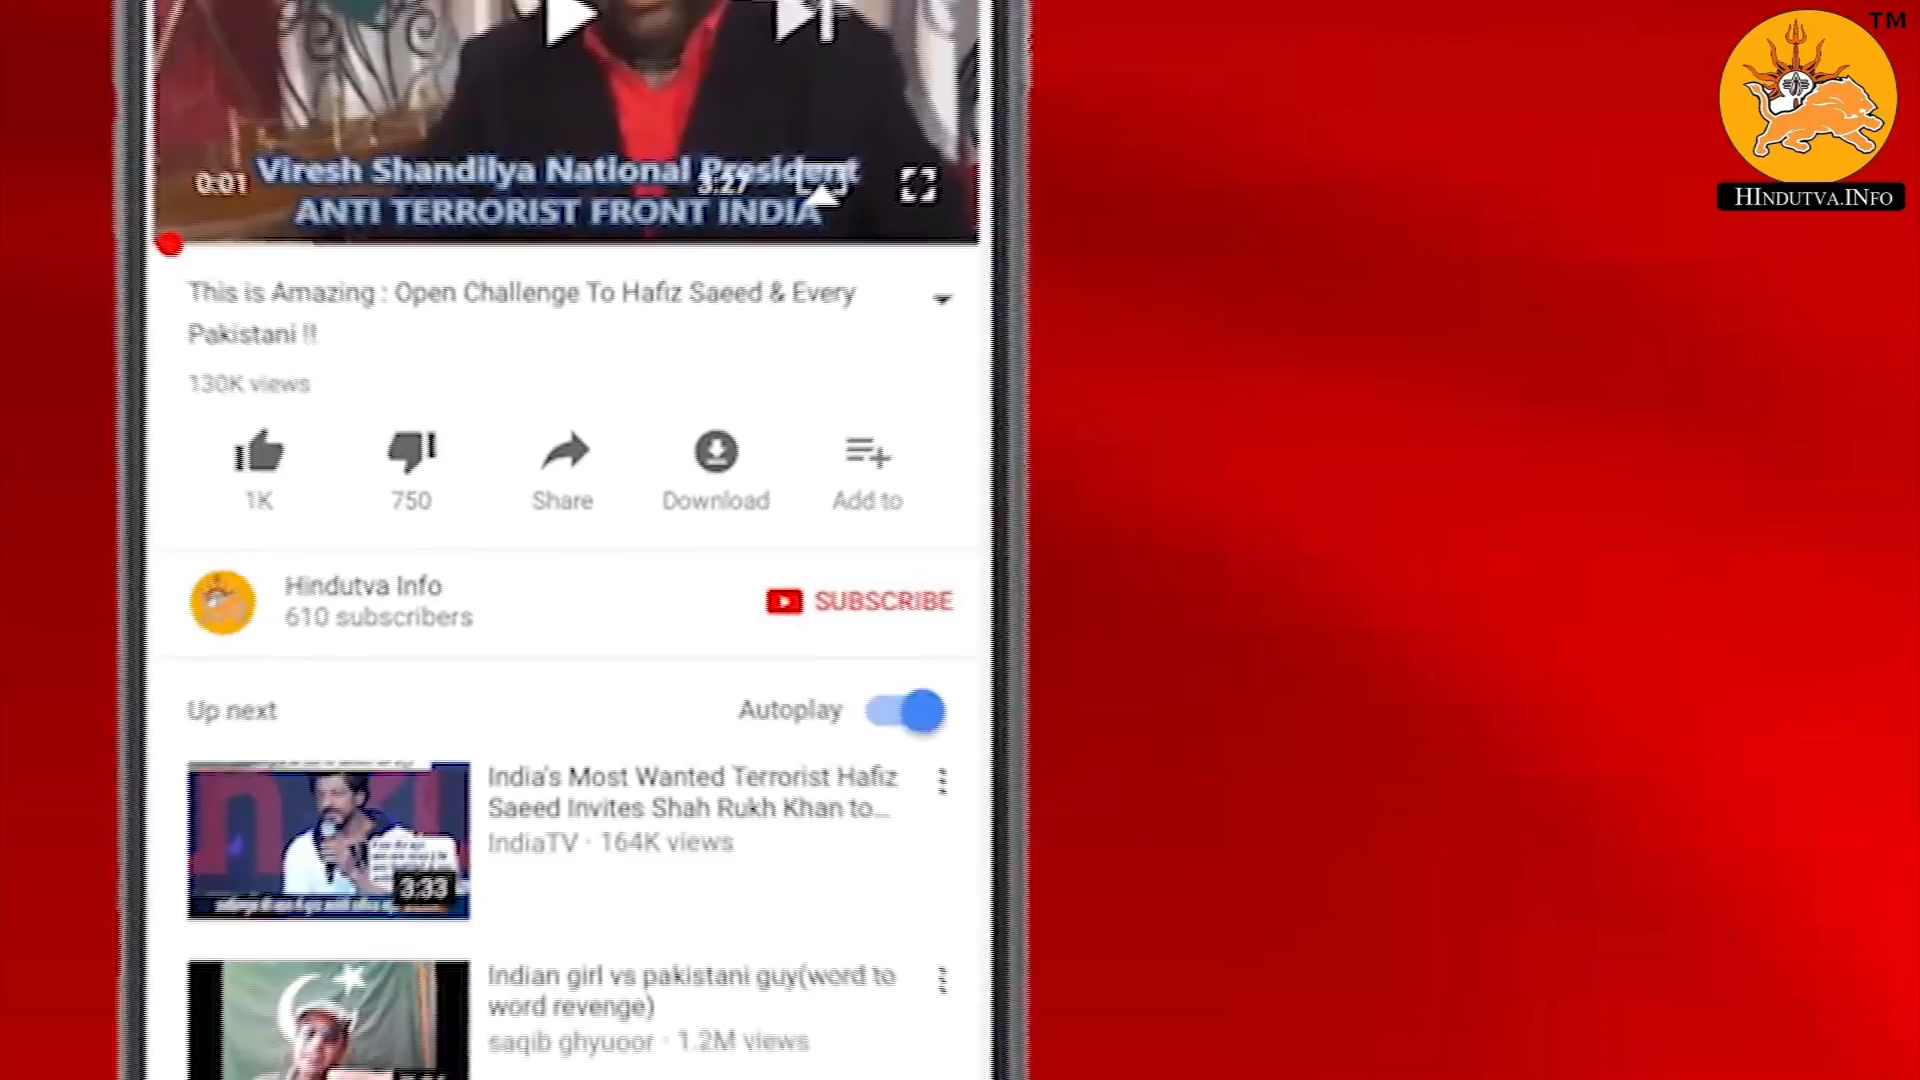 TM
HINDUTVA.INFO
Viresh Shandilya National President
0:01
3:27
ANTI TERRORIST FRONT INDIA
This is Amazing : Open Challenge To Hafiz Saeed & Every
Pakistani !!
130K views
1K
750
Share
Download
Add to
Hindutva Info
610 subscribers
SUBSCRIBE
Up next
Autoplay
India's Most Wanted Terrorist Hafiz
Saeed Invites Shah Rukh Khan to...
IndiaTV · 164K views
3:33
Indian girl vs pakistani guy(word to
word revenge)
saqib ghyuoor · 1.2M views